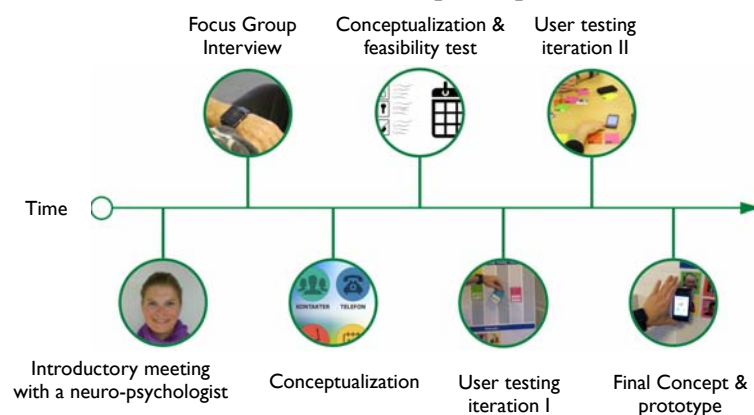 Focus Group
Interview
Conceptualization &
feasibility test
User testing
iteration II
Time
KONTAKTER
TELEFON
Introductory meeting
with a neuro-psychologist
Conceptualization
User testing
iteration I
Final Concept &
prototype